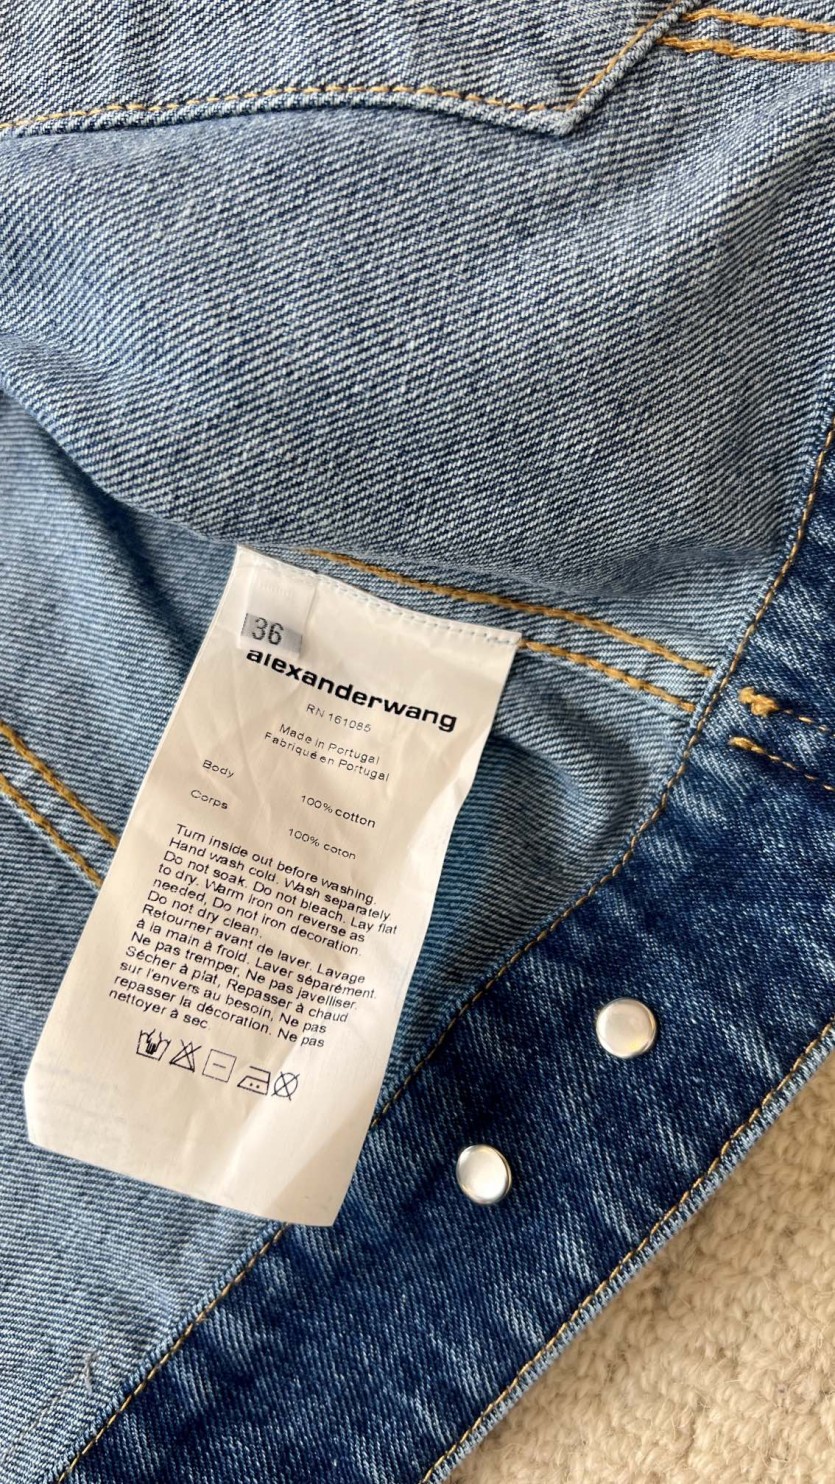 36
alexanderwang
RN 161085
Made in Portugal
Fabriqué en Portugal
Body
100% cotton
Corps
100% coton
Turn inside out before washing.
Hand wash cold. Wash separately.
Do not soak. Do not bleach. Lay flat
to dry. Warm iron on reverse as
needed, Do not iron decoration.
Do not dry clean.
Retourner avant de laver. Lavage
à la main à froid. Laver séparément.
Ne pas tremper, Ne pas javelliser.
Sécher à plat, Repasser à chaud
sur l'envers au besoin, Ne pas
repasser la décoration. Ne pas
nettoyer à sec